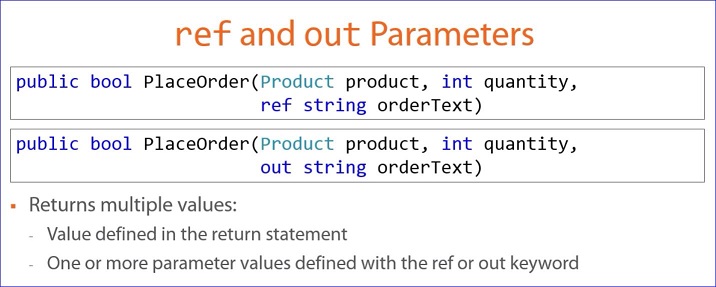 ref and out Parameters
public bool PlaceOrder(Product product, int quantity,
ref string orderText)
public bool PlaceOrder(Product product, int quantity,
out string orderText)
▪ Returns multiple values:
- Value defined in the return statement
- One or more parameter values defined with the ref or out keyword